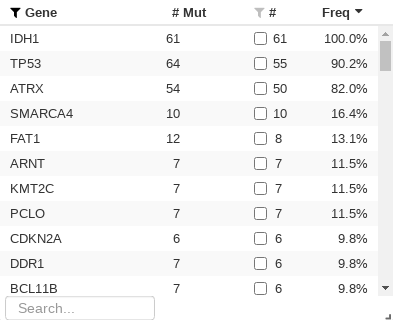 Gene # Mut # Freq
IDH1 61 61 100.0%
TP53 64 55 90.2%
ATRX 54 50 82.0%
SMARCA4 10 10 16.4%
FAT1 12 8 13.1%
ARNT 7 7 11.5%
KMT2C 7 7 11.5%
PCLO 7 7 11.5%
CDKN2A 6 6 9.8%
DDR1 7 6 9.8%
BCL11B 7 6 9.8%
Search...